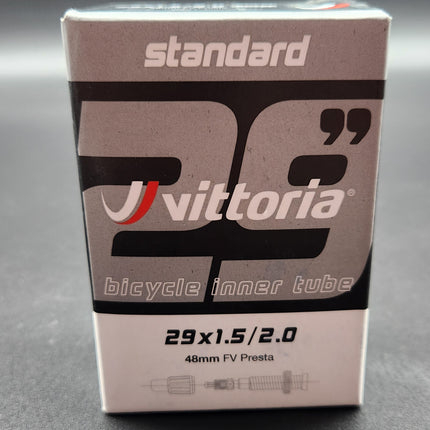 standard
29”
vittoria®
bicycle inner tube
29x1.5/2.0
48mm FV Presta